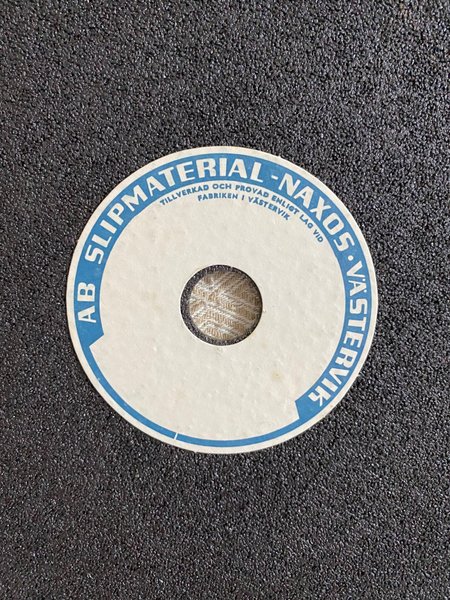 AB SLIPMATERIAL-NAXOS · VÄSTERVIK
TILLVERKAD OCH PROVAD ENLIGT LAG VID
FABRIKEN I VÄSTERVIK